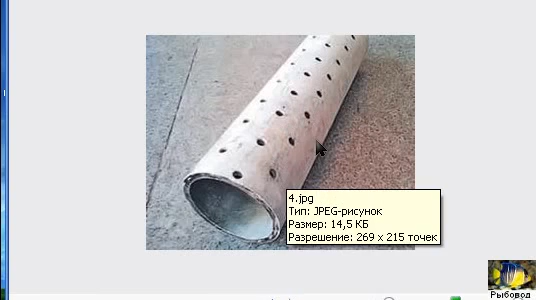 4.jpg
Тип: JPEG-рисунок
Размер: 14,5 КБ
Разрешение: 269 x 215 точек
Рыбовод